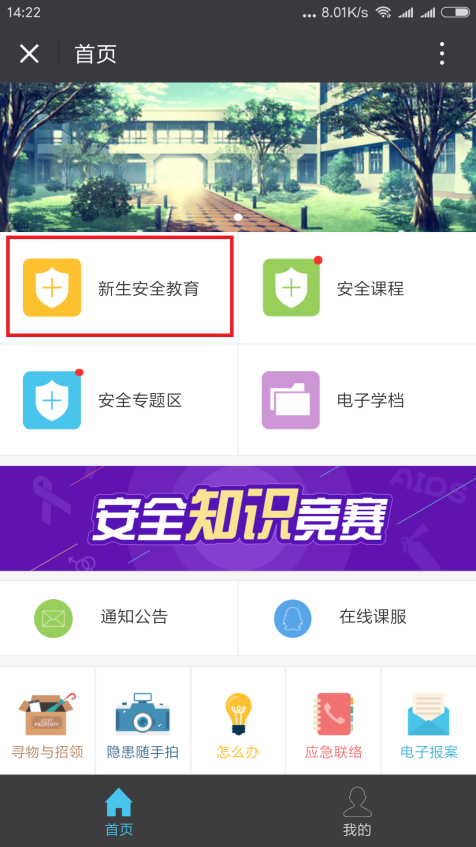 14:22
... 8.01K/s
首页
新生安全教育
安全课程
安全专题区
电子学档
AIDS
安全知识竞赛
通知公告
在线课服
LOST
PROPERTY
寻物与招领
隐患随手拍
怎么办
应急联络
电子报案
首页
我的